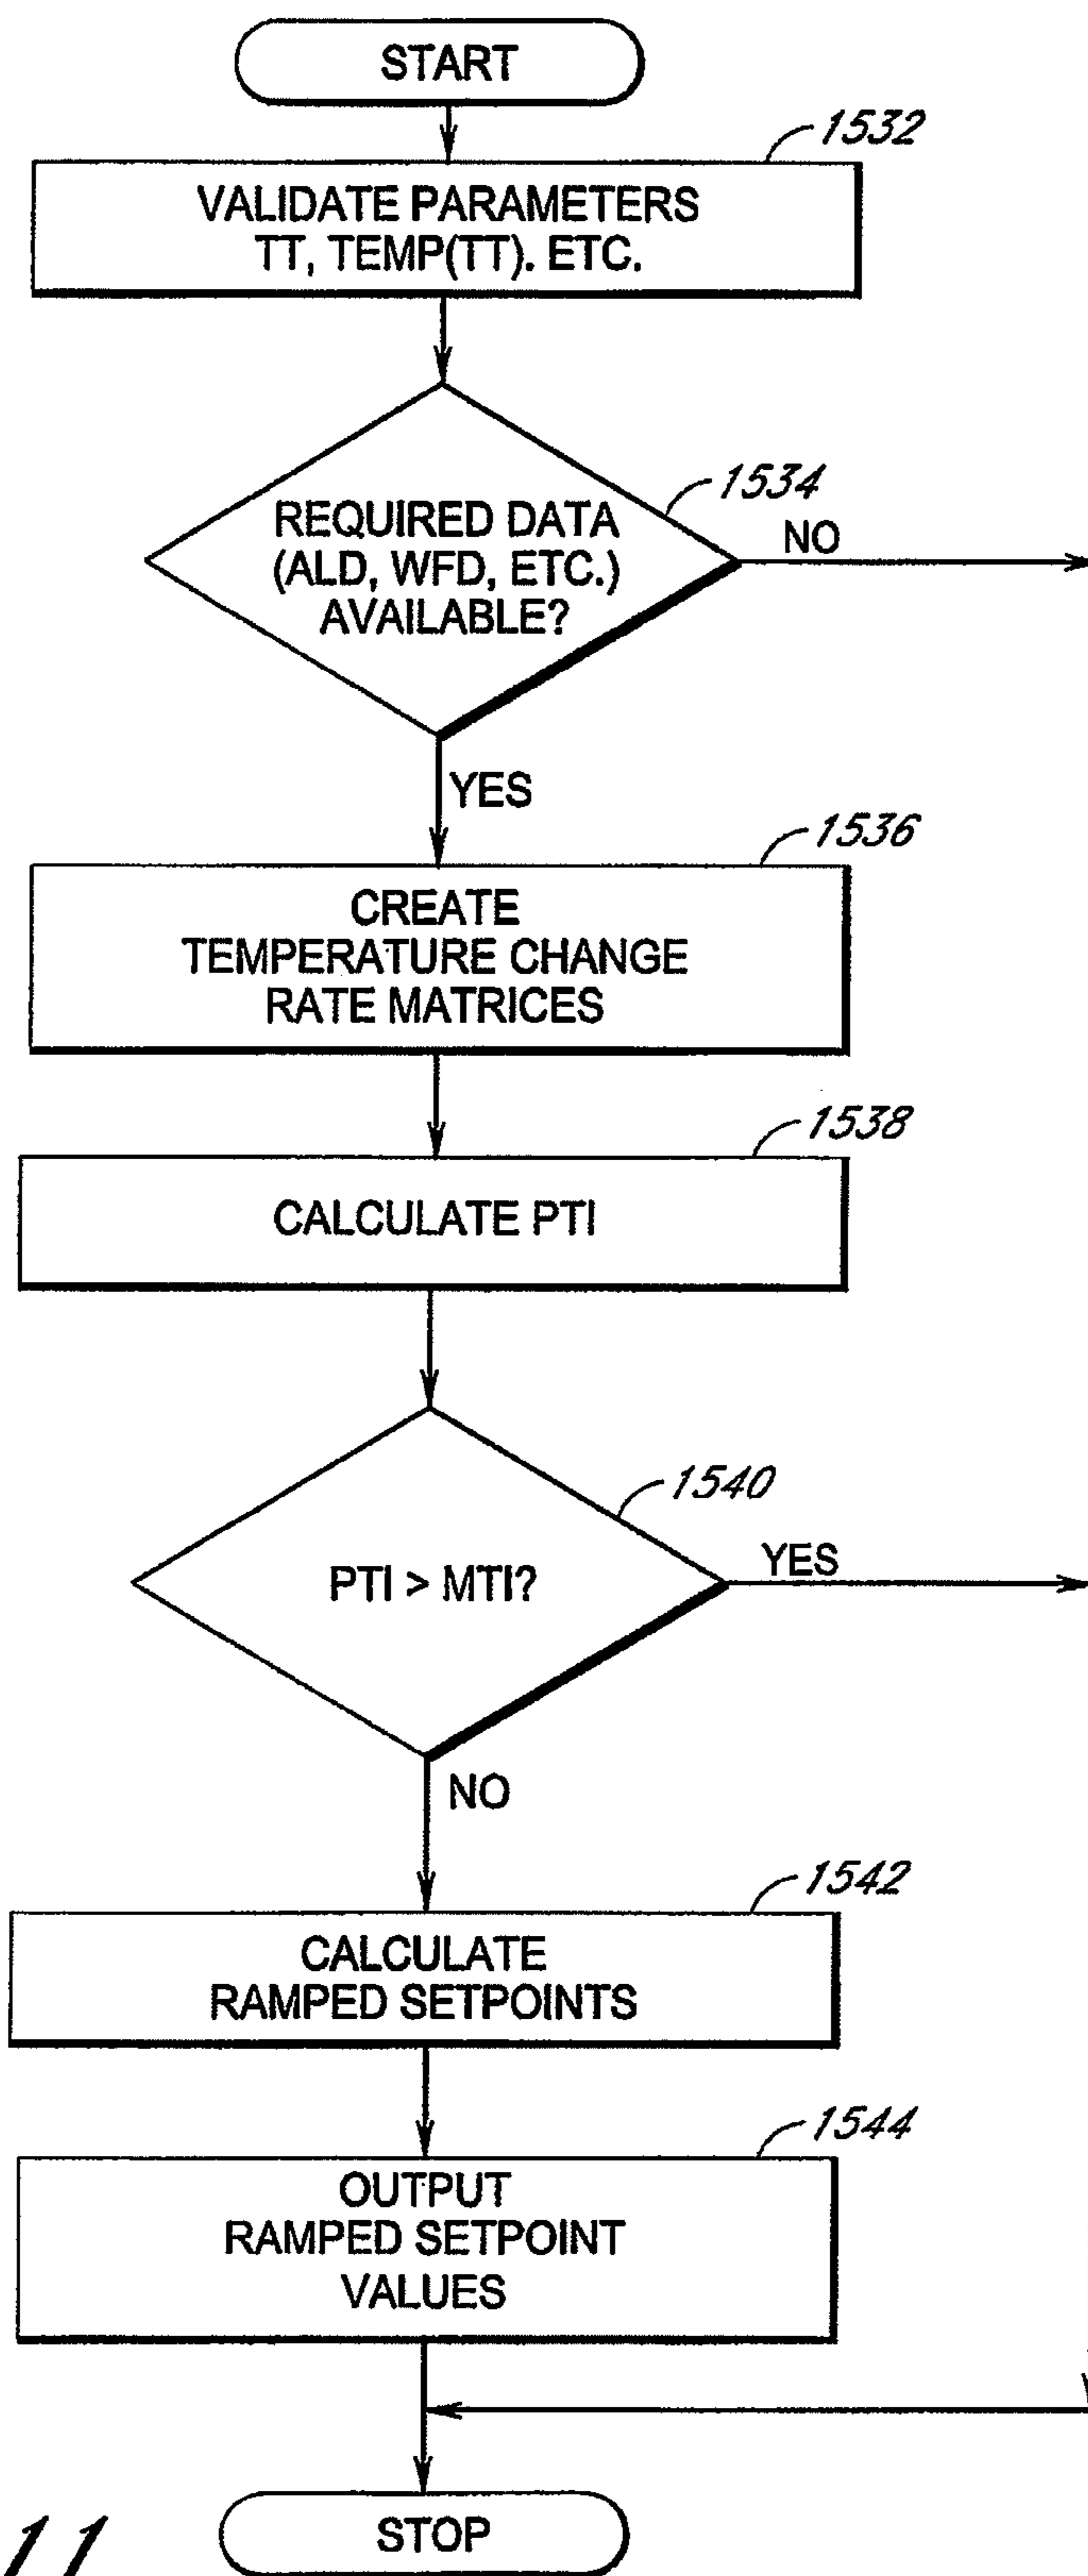 START
1532
VALIDATE PARAMETERS
TT, TEMP(TT). ETC.
1534
REQUIRED DATA
(ALD, WFD, ETC.)
AVAILABLE?
NO
YES
1536
CREATE
TEMPERATURE CHANGE
RATE MATRICES
1538
CALCULATE PTI
1540
PTI > MTI?
YES
NO
1542
CALCULATE
RAMPED SETPOINTS
1544
OUTPUT
RAMPED SETPOINT
VALUES
STOP
11